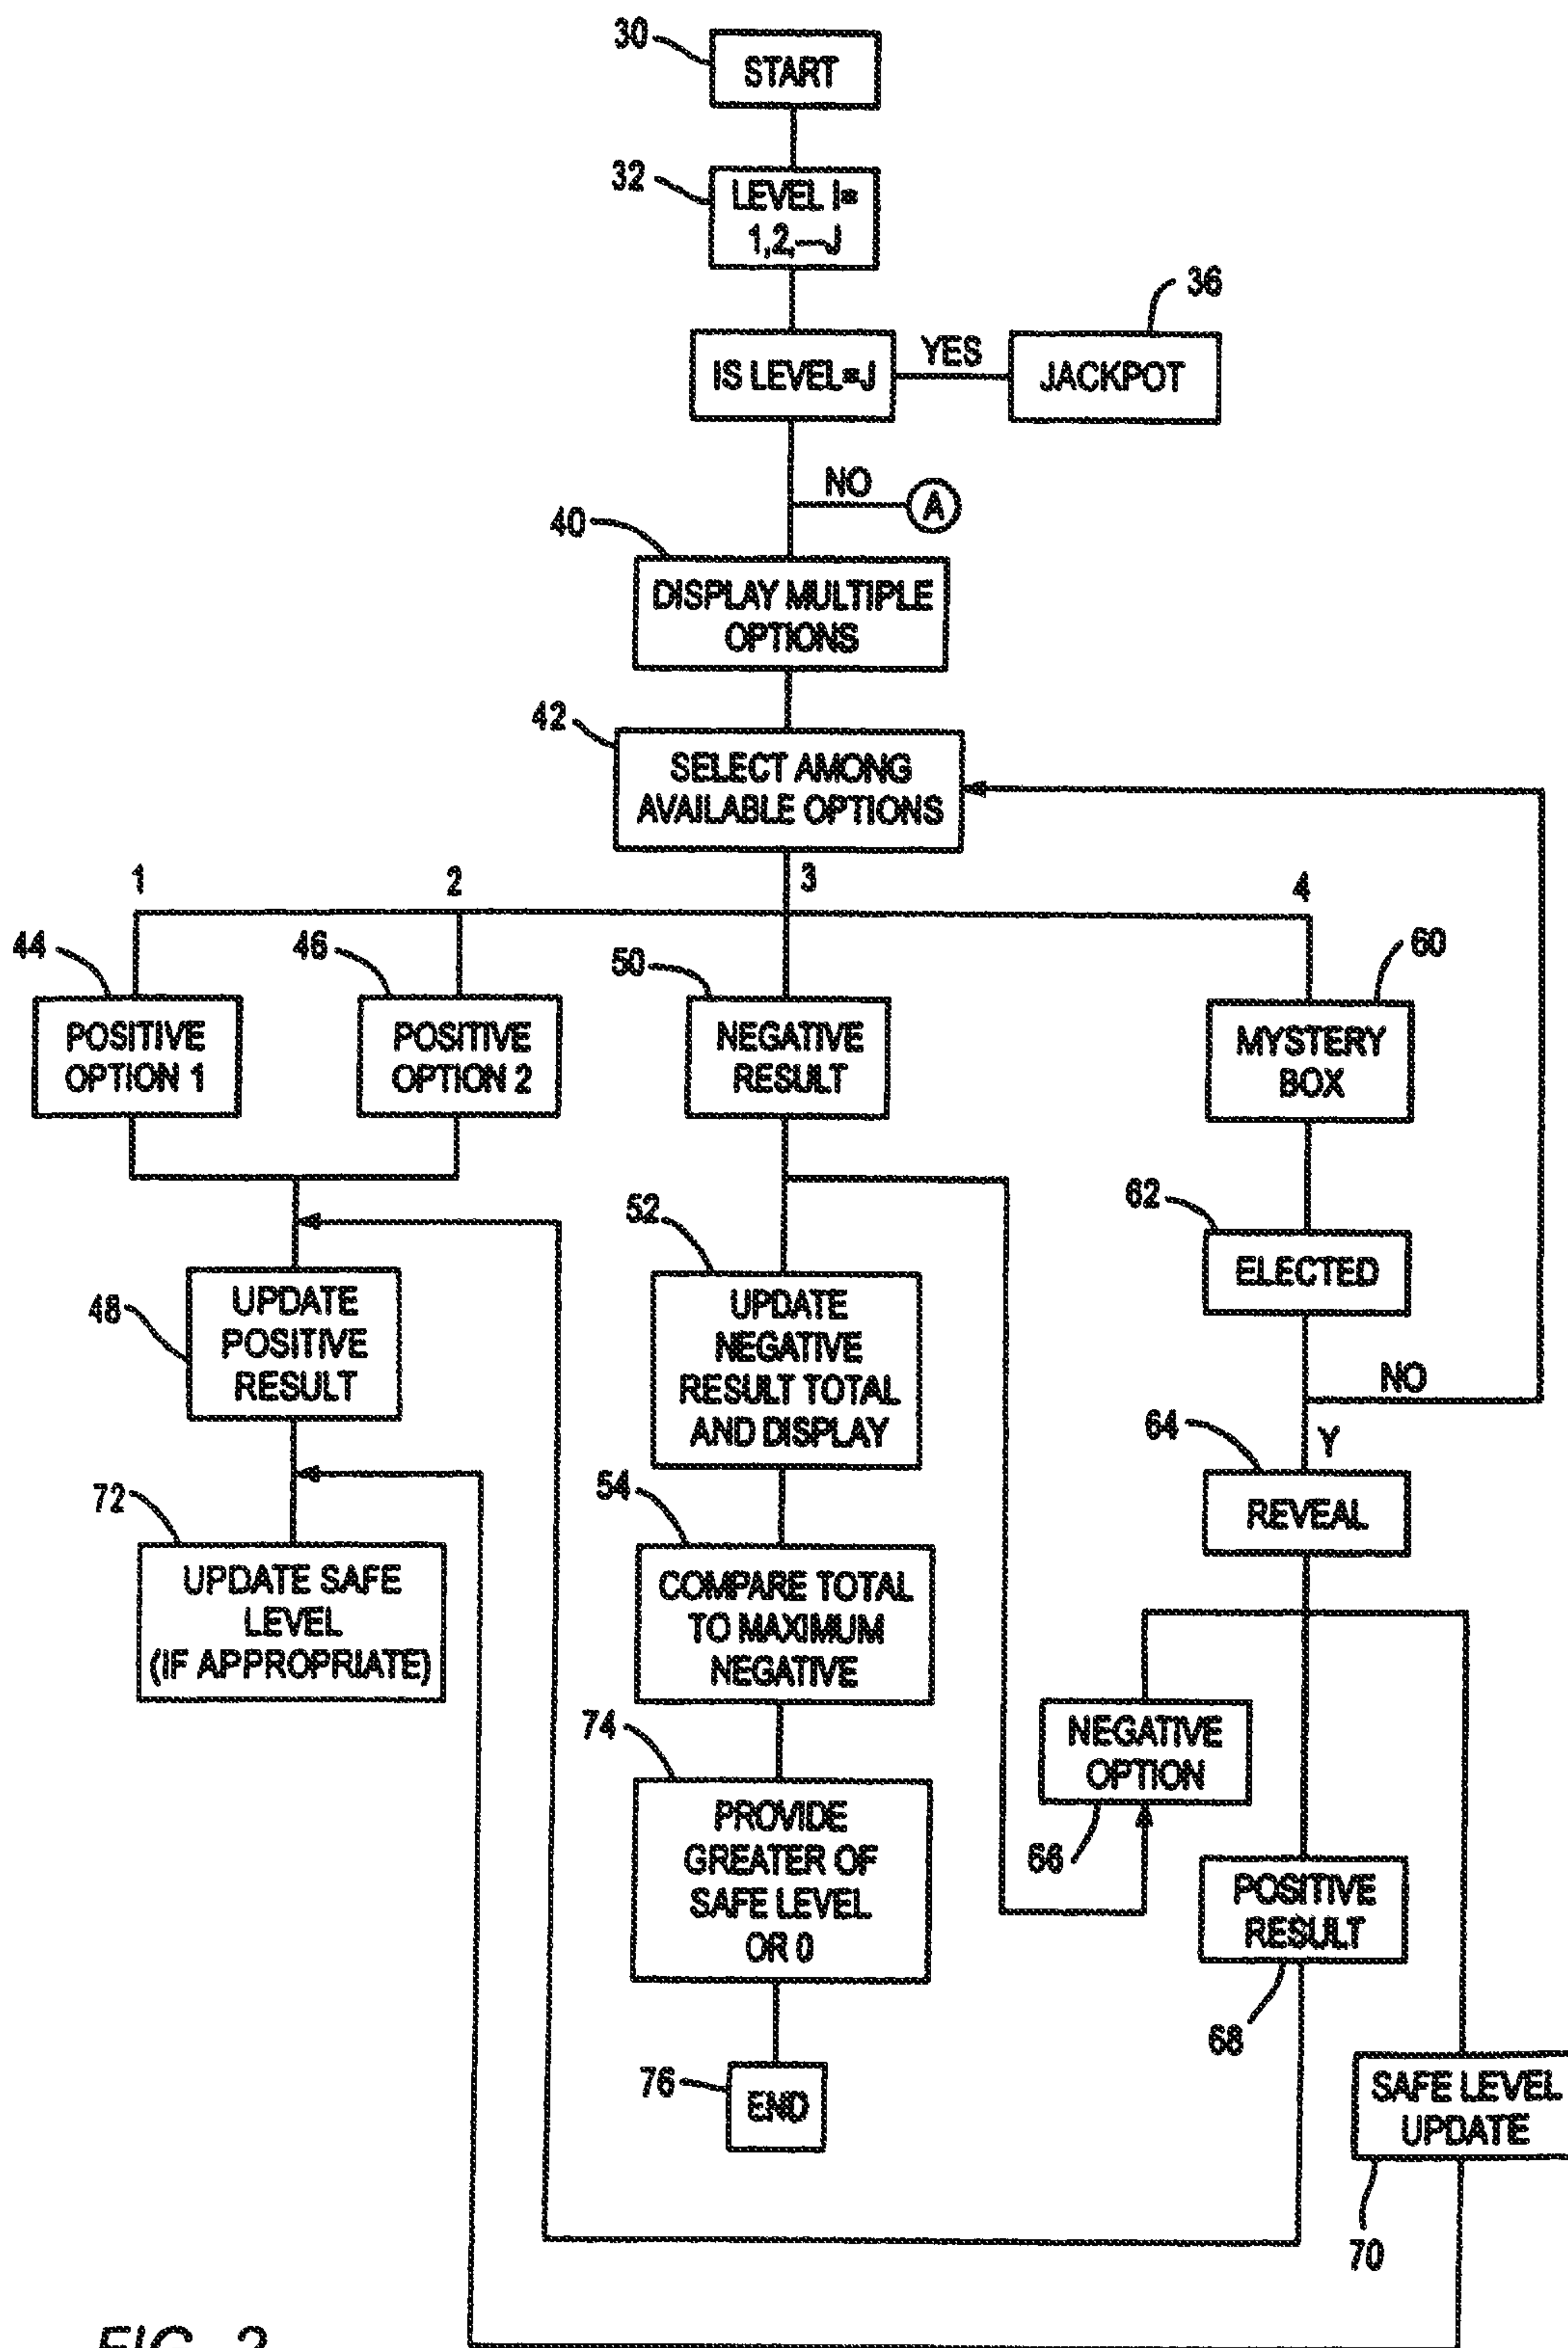 30
START
32
LEVEL I=
1,2,---J
36
IS LEVEL=J
YES
JACKPOT
NO
A
40
DISPLAY MULTIPLE
OPTIONS
42
SELECT AMONG
AVAILABLE OPTIONS
1
2
3
4
44
46
50
60
POSITIVE
OPTION 1
POSITIVE
OPTION 2
NEGATIVE
RESULT
MYSTERY
BOX
62
ELECTED
52
48
UPDATE
POSITIVE
RESULT
UPDATE
NEGATIVE
RESULT TOTAL
AND DISPLAY
NO
64
Y
REVEAL
72
UPDATE SAFE
LEVEL
(IF APPROPRIATE)
54
COMPARE TOTAL
TO MAXIMUM
NEGATIVE
74
NEGATIVE
OPTION
66
PROVIDE
GREATER OF
SAFE LEVEL
OR 0
POSITIVE
RESULT
68
76
END
SAFE LEVEL
UPDATE
70
FIG. 2